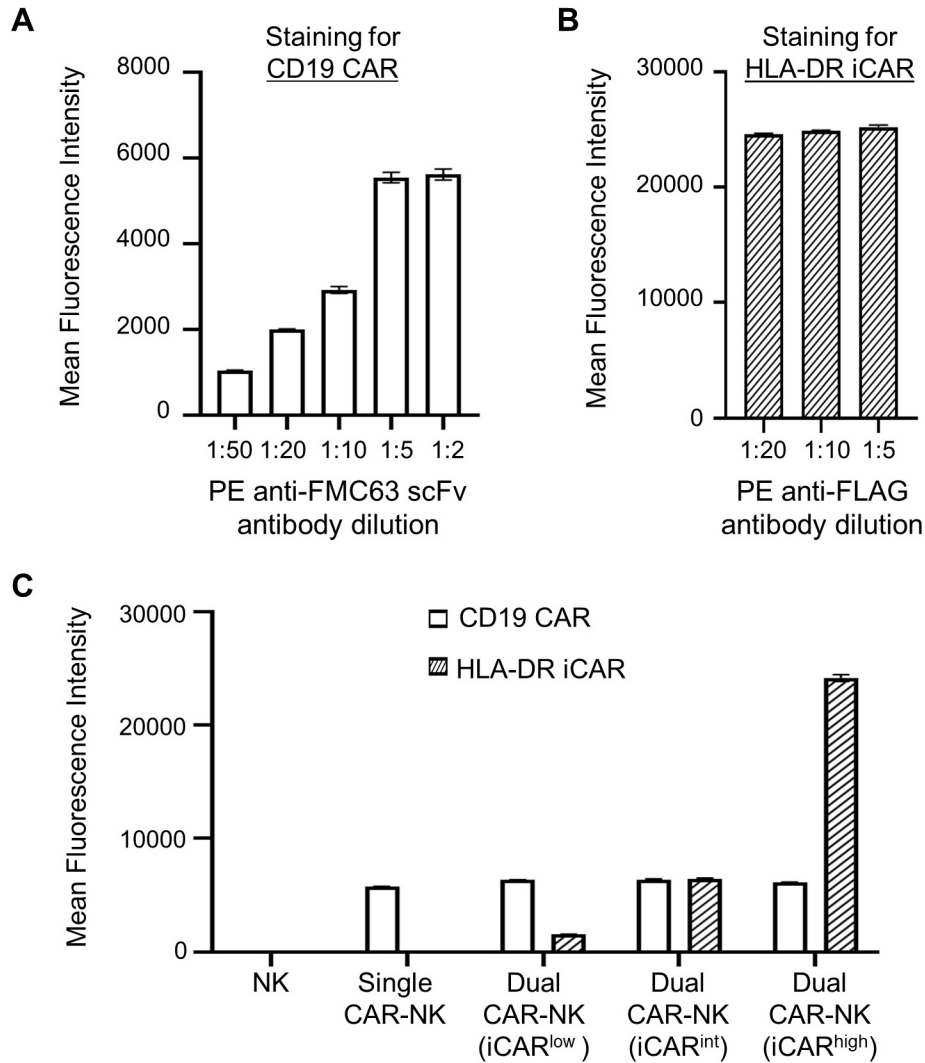 A
Staining for
CD19 CAR
Mean Fluorescence Intensity
8000
6000
4000
2000
0
1:50 1:20 1:10 1:5 1:2
PE anti-FMC63 scFv
antibody dilution
B
Staining for
HLA-DR iCAR
Mean Fluorescence Intensity
30000
20000
10000
0
1:20 1:10 1:5
PE anti-FLAG
antibody dilution
C
Mean Fluorescence Intensity
30000
20000
10000
0
CD19 CAR
HLA-DR iCAR
NK
Single
CAR-NK
Dual
CAR-NK
(iCARlow )
Dual
CAR-NK
(iCARint)
Dual
CAR-NK
(iCARhigh)